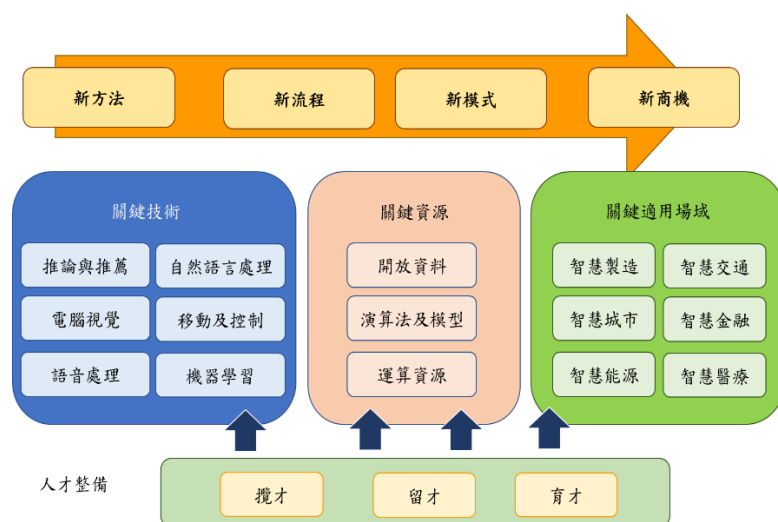 新方法
新流程
新模式
新商機
關鍵技術
推論與推薦
自然語言處理
電腦視覺
移動及控制
語音處理
機器學習
關鍵資源
開放資料
演算法及模型
運算資源
關鍵適用場域
智慧製造
智慧交通
智慧城市
智慧金融
智慧能源
智慧醫療
人才整備
攬才
留才
育才